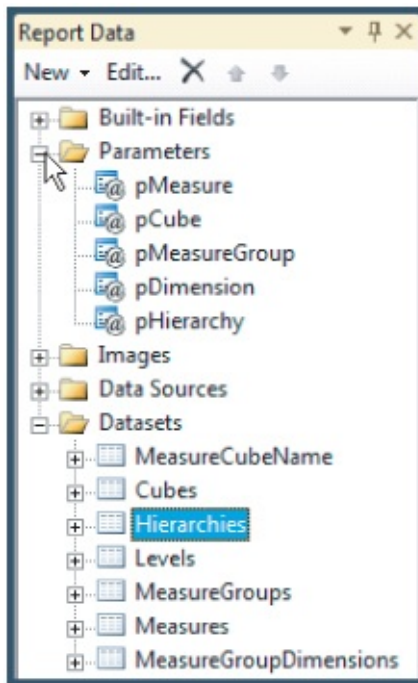 Report Data
New Edit...
Built-in Fields
Parameters
pMeasure
pCube
pMeasureGroup
pDimension
pHierarchy
Images
Data Sources
Datasets
MeasureCubeName
Cubes
Hierarchies
Levels
MeasureGroups
Measures
MeasureGroupDimensions